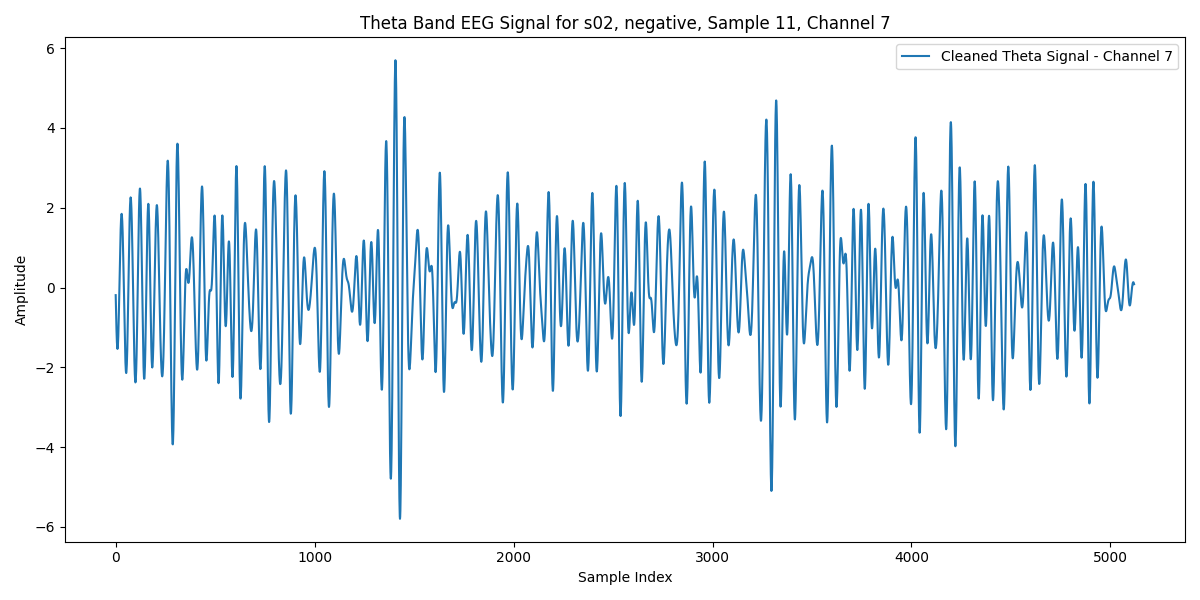 Theta Band EEG Signal for s02, negative, Sample 11, Channel 7
Cleaned Theta Signal - Channel 7
Amplitude
6
4
2
0
−2
−4
−6
0 1000 2000 3000 4000 5000
Sample Index